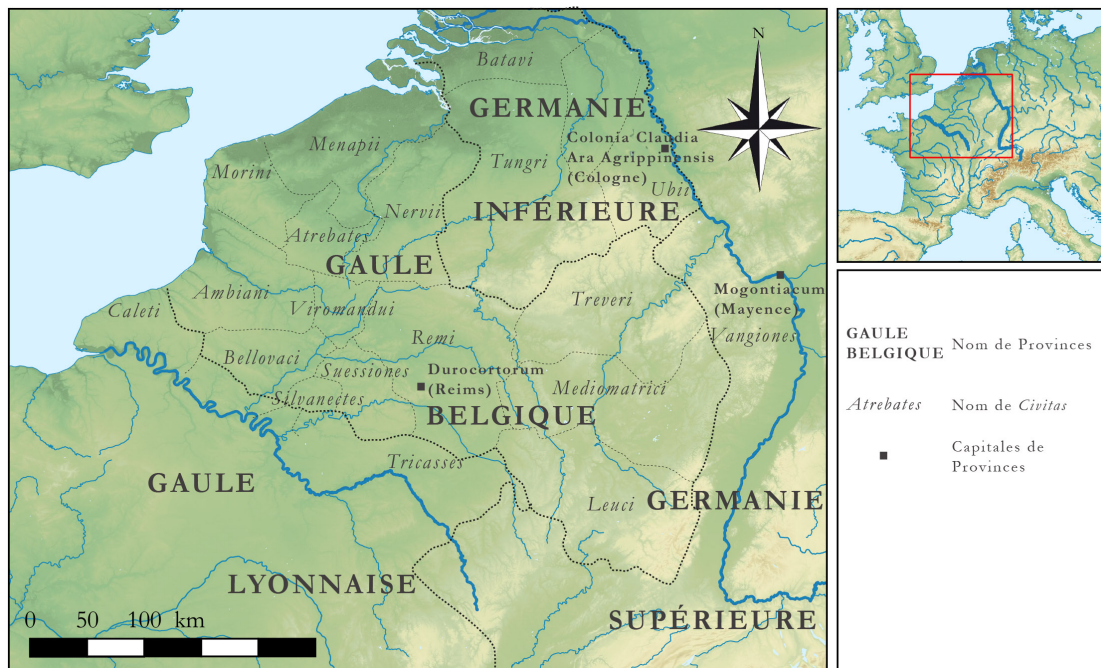 N
Batavi
GERMANIE
Colonia Claudia
Ara Agrippinensis
(Cologne)
Menapii
Tungri
Morini
Ubii
Nervii
INFÉRIEURE
Atrebates
GAULE
Ambiani
Treveri
Mogontiacum
(Mayence)
Caleti
Viromandui
Vangiones
Remi
Bellovaci
Suessiones
Durocortorum
(Reims)
Silvanectes
Mediomatrici
BELGIQUE
Tricasses
GAULE
Leuci
GERMANIE
LYONNAISE
SUPÉRIEURE
0 50 100 km
GAULE
BELGIQUE
Nom de Provinces
Atrebates
Nom de Civitas
Capitales de
Provinces